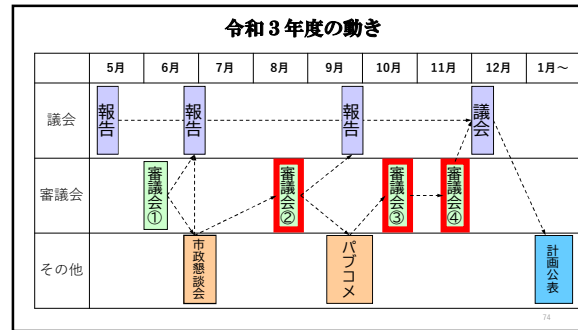 令和３年度の動き
5月 6月 7月 8月 9月 10月 11月 12月 1月～
議会 報告 報告 報告 議会
審議会 審議会① 審議会② 審議会③ 審議会④
その他 市政懇談会 パブコメ 計画公表
74